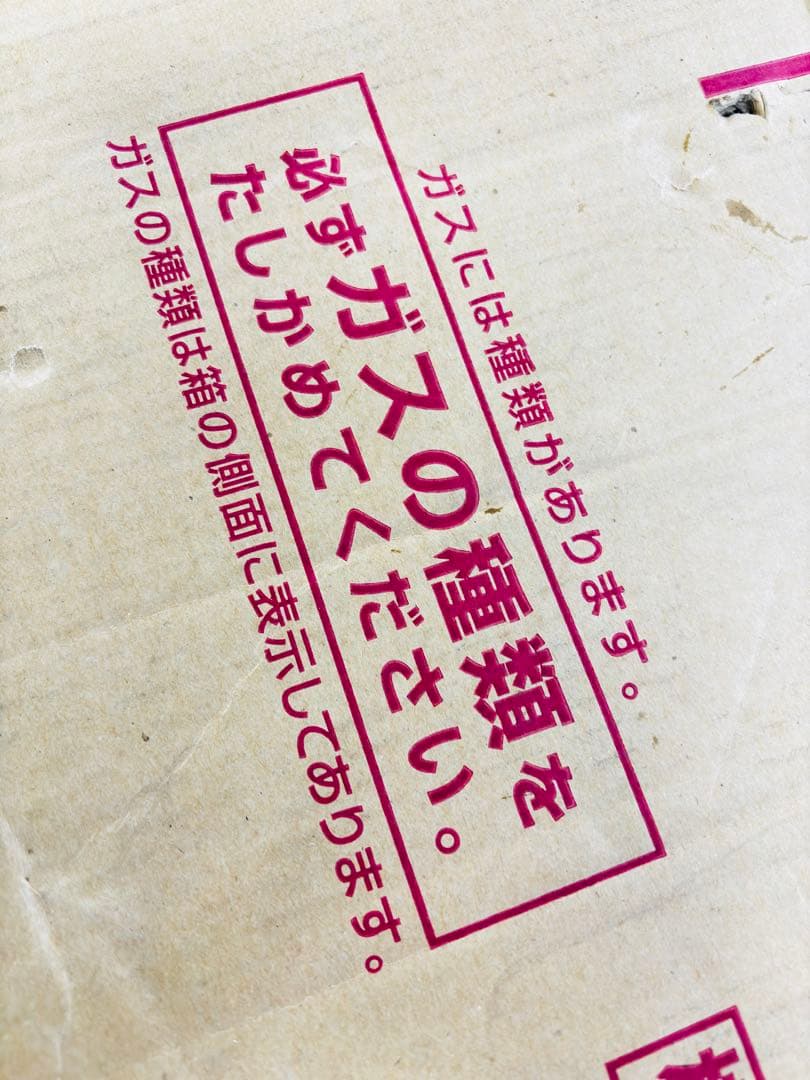 ガスには種類があります。
必ずガスの種類を
たしかめてください。
ガスの種類は箱の側面に表示してあります。